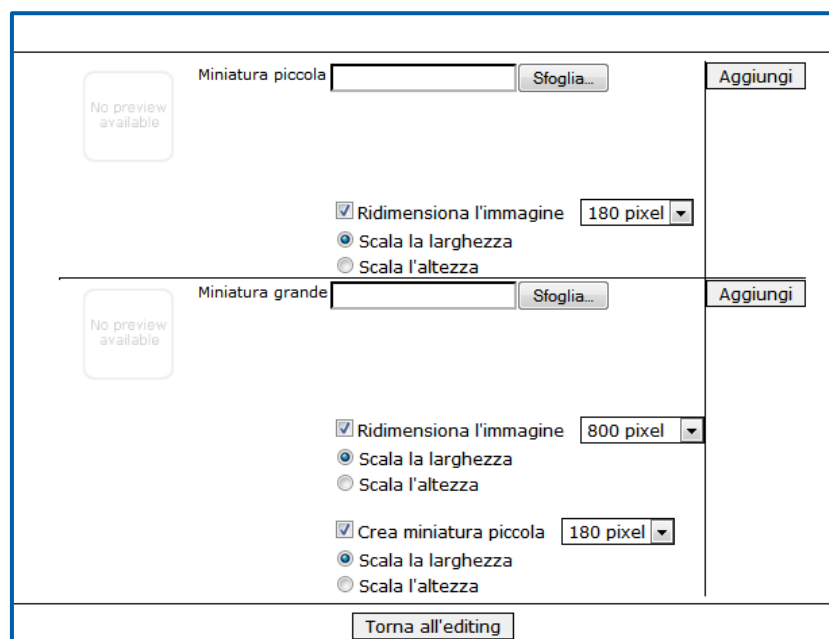 Miniatura piccola Sfoglia... Aggiungi
No preview
available
Ridimensiona l'immagine 180 pixel
Scala la larghezza
Scala l'altezza
Miniatura grande Sfoglia... Aggiungi
No preview
available
Ridimensiona l'immagine 800 pixel
Scala la larghezza
Scala l'altezza
Crea miniatura piccola 180 pixel
Scala la larghezza
Scala l'altezza
Torna all'editing